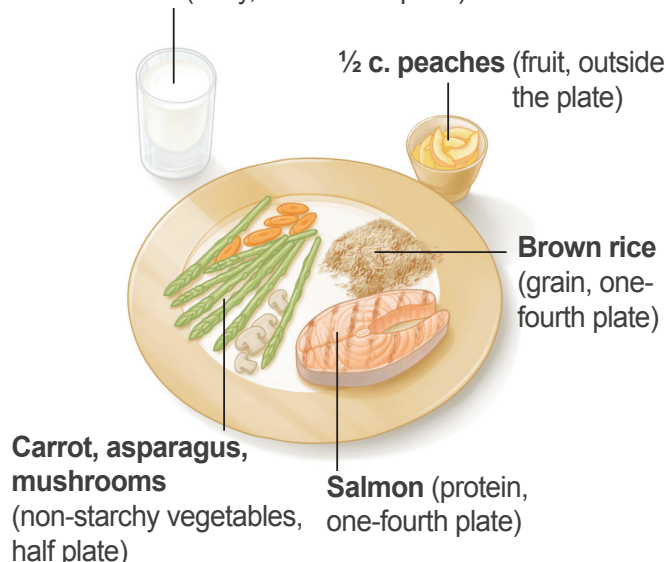 ½ c. peaches (fruit, outside
the plate)
Brown rice
(grain, one-
fourth plate)
Carrot, asparagus,
mushrooms
(non-starchy vegetables,
half plate)
Salmon (protein,
one-fourth plate)